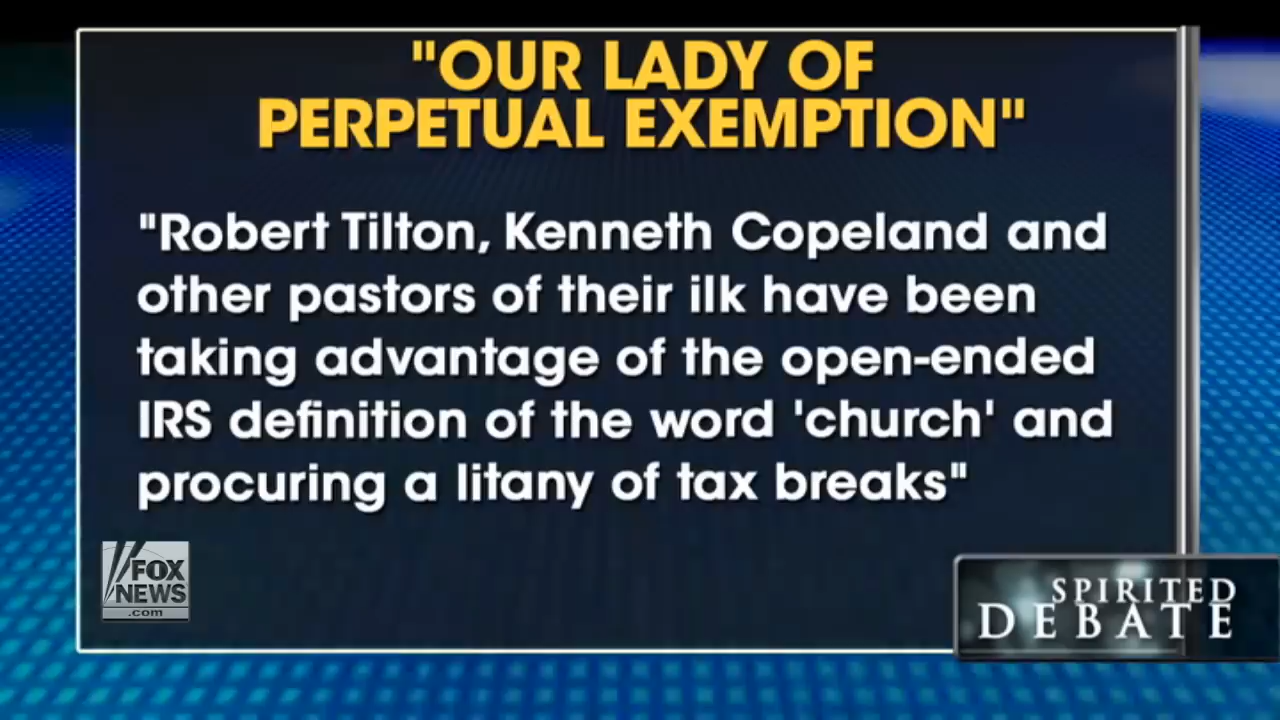 "OUR LADY OF
PERPETUAL EXEMPTION"
"Robert Tilton, Kenneth Copeland and
other pastors of their ilk have been
taking advantage of the open-ended
IRS definition of the word 'church' and
procuring a litany of tax breaks"
FOX
NEWS
.com
SPIRITED
DEBATE